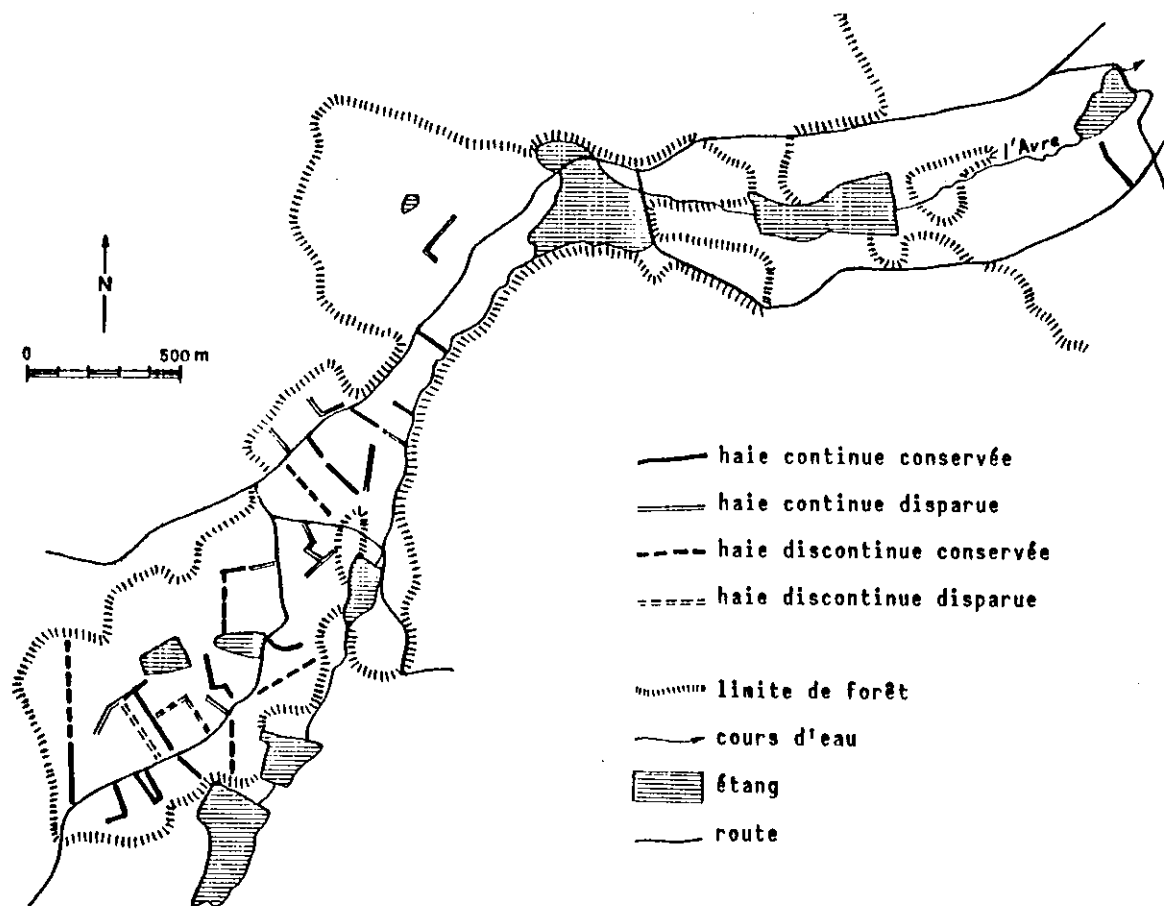 l'Avre
N
0 500 m
haie continue conservée
haie continue disparue
haie discontinue conservée
haie discontinue disparue
limite de forêt
cours d'eau
étang
route